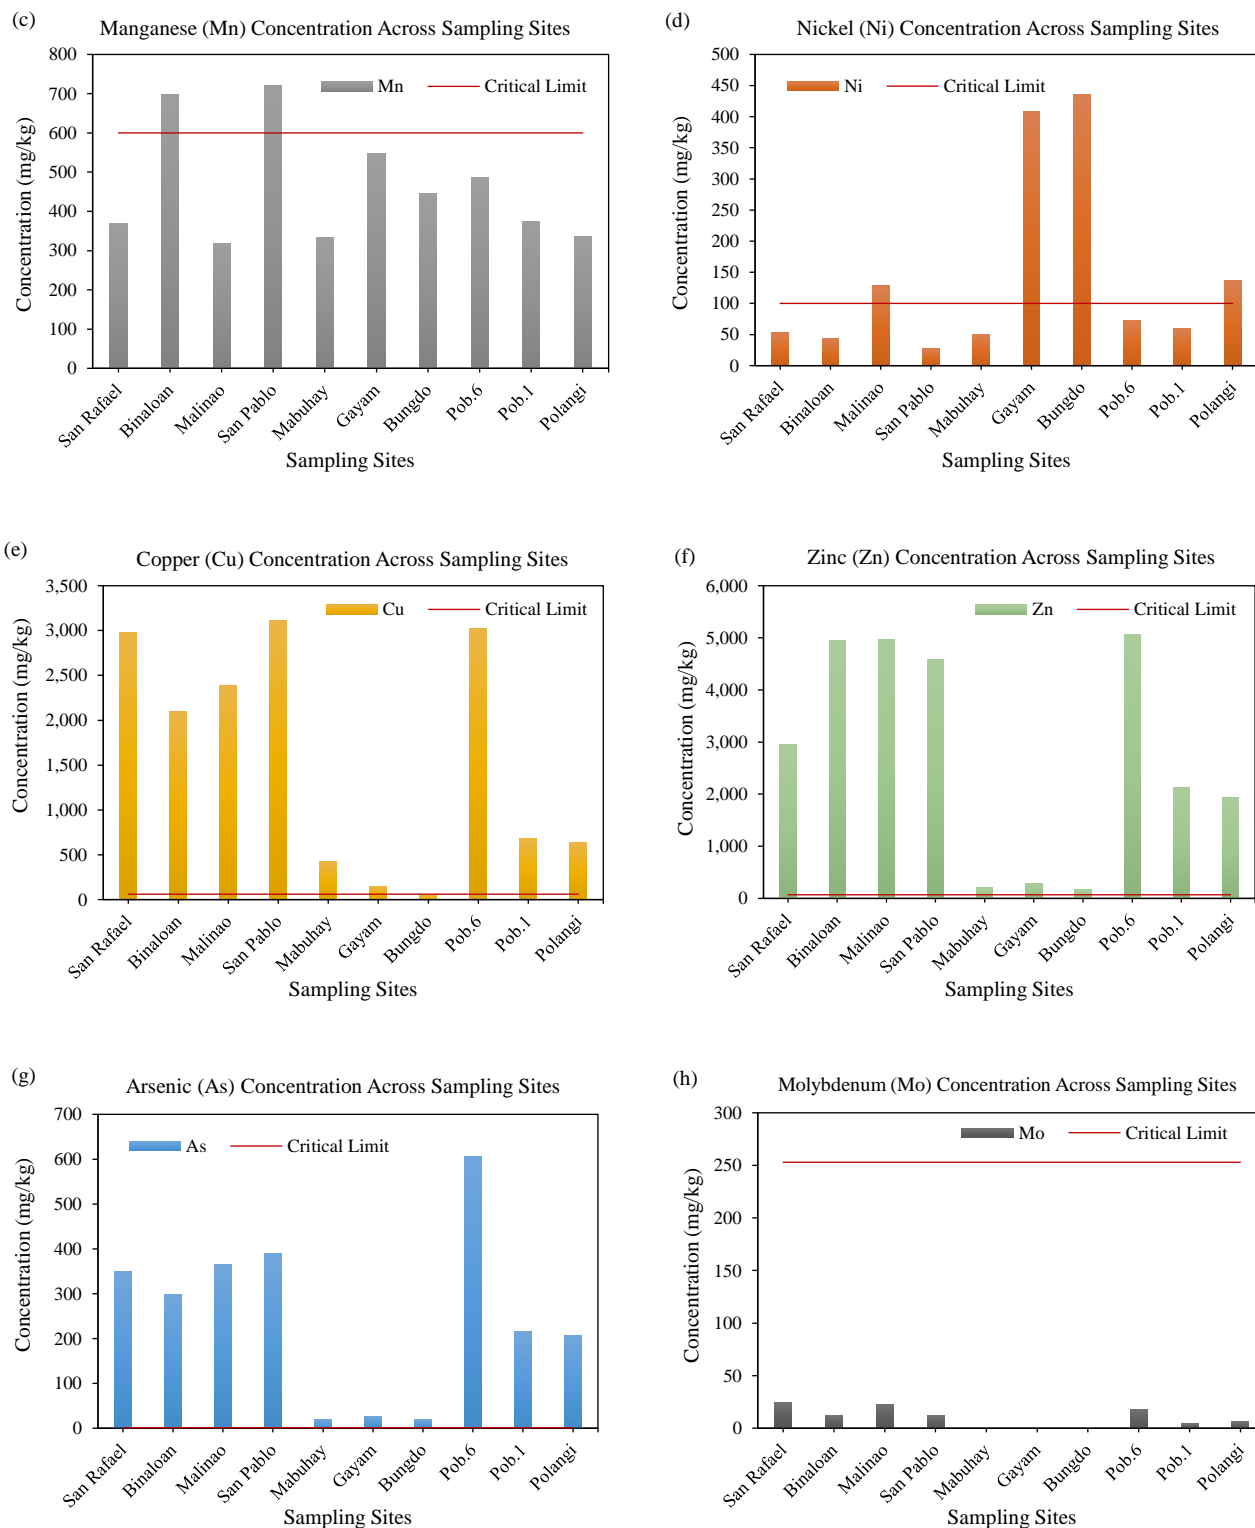 (c)
Manganese (Mn) Concentration Across Sampling Sites
Concentration (mg/kg)
800
700
600
500
400
300
200
100
0
Mn
Critical Limit
San Rafael
Binaloan
Malinao
San Pablo
Mabuhay
Gayam
Bungdo
Pob.6
Pob.1
Polangi
Sampling Sites
(d)
Nickel (Ni) Concentration Across Sampling Sites
Concentration (mg/kg)
500
450
400
350
300
250
200
150
100
50
0
Ni
Critical Limit
San Rafael
Binaloan
Malinao
San Pablo
Mabuhay
Gayam
Bungdo
Pob.6
Pob.1
Polangi
Sampling Sites
(e)
Copper (Cu) Concentration Across Sampling Sites
Concentration (mg/kg)
3,500
3,000
2,500
2,000
1,500
1,000
500
0
Cu
Critical Limit
San Rafael
Binaloan
Malinao
San Pablo
Mabuhay
Gayam
Bungdo
Pob.6
Pob.1
Polangi
Sampling Sites
(f)
Zinc (Zn) Concentration Across Sampling Sites
Concentration (mg/kg)
6,000
5,000
4,000
3,000
2,000
1,000
0
Zn
Critical Limit
San Rafael
Binaloan
Malinao
San Pablo
Mabuhay
Gayam
Bungdo
Pob.6
Pob.1
Polangi
Sampling Sites
(g)
Arsenic (As) Concentration Across Sampling Sites
Concentration (mg/kg)
700
600
500
400
300
200
100
0
As
Critical Limit
San Rafael
Binaloan
Malinao
San Pablo
Mabuhay
Gayam
Bungdo
Pob.6
Pob.1
Polangi
Sampling Sites
(h)
Molybdenum (Mo) Concentration Across Sampling Sites
Concentration (mg/kg)
300
250
200
150
100
50
0
Mo
Critical Limit
San Rafael
Binaloan
Malinao
San Pablo
Mabuhay
Gayam
Bungdo
Pob.6
Pob.1
Polangi
Sampling Sites